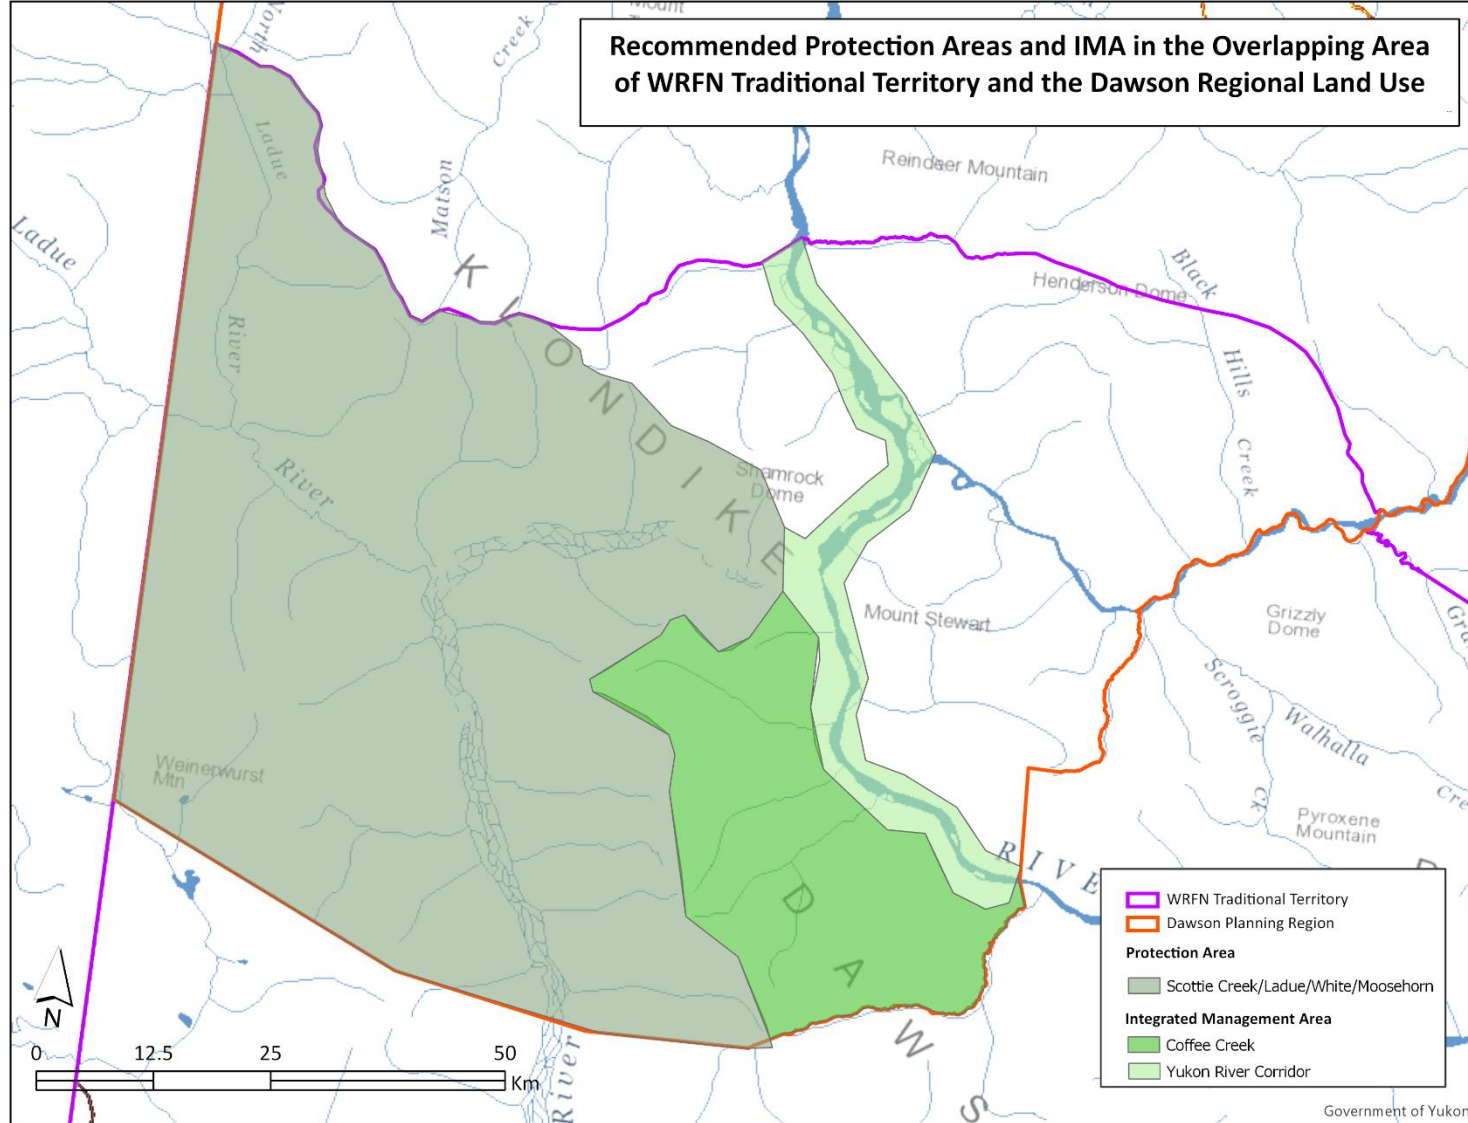 Recommended Protection Areas and IMA in the Overlapping Area
of WRFN Traditional Territory and the Dawson Regional Land Use
North
Creek
Mount
Ladue
Matson
Reindeer Mountain
Ladue
KLONDIKE
Black
Henderson Dome
River
Hills
Creek
River
Shamrock
Dome
Mount Stewart
Grizzly
Dome
Scroggie
Ck
Walhalla
Cre
Weinerwurst
Mtn
Pyroxene
Mountain
RIVE
DAWS
River
N
0 12.5 25 50
Km
WRFN Traditional Territory
Dawson Planning Region
Protection Area
Scottie Creek/Ladue/White/Moosehorn
Integrated Management Area
Coffee Creek
Yukon River Corridor
Government of Yukon